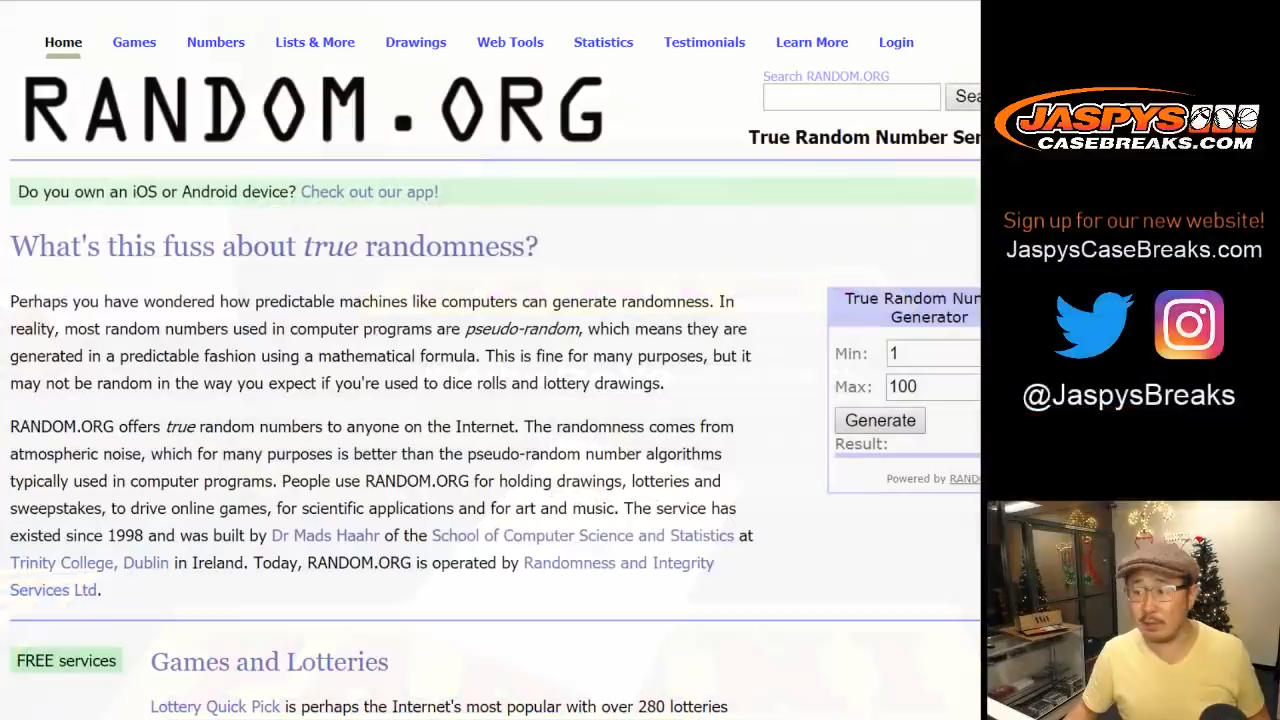 Home Games Numbers Lists & More Drawings Web Tools Statistics Testimonials Learn More Login
RANDOM.ORG
Search RANDOM.ORG
Sea
True Random Number Ser
Do you own an iOS or Android device? Check out our app!
What's this fuss about true randomness?
Perhaps you have wondered how predictable machines like computers can generate randomness. In
reality, most random numbers used in computer programs are pseudo-random, which means they are
generated in a predictable fashion using a mathematical formula. This is fine for many purposes, but it
may not be random in the way you expect if you're used to dice rolls and lottery drawings.
RANDOM.ORG offers true random numbers to anyone on the Internet. The randomness comes from
atmospheric noise, which for many purposes is better than the pseudo-random number algorithms
typically used in computer programs. People use RANDOM.ORG for holding drawings, lotteries and
sweepstakes, to drive online games, for scientific applications and for art and music. The service has
existed since 1998 and was built by Dr Mads Haahr of the School of Computer Science and Statistics at
Trinity College, Dublin in Ireland. Today, RANDOM.ORG is operated by Randomness and Integrity
Services Ltd.
True Random Num
Generator
Min: 1
Max: 100
Generate
Result:
Powered by RAND
FREE services
Games and Lotteries
Lottery Quick Pick is perhaps the Internet's most popular with over 280 lotteries
JASPYS
CASEBREAKS.COM
Sign up for our new website!
JaspysCaseBreaks.com
@JaspysBreaks